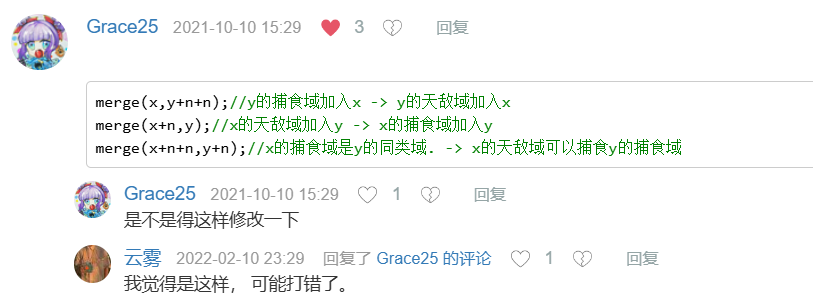 Grace25 2021-10-10 15:29 3 回复
merge(x,y+n+n);//y的捕食域加入x -> y的天敌域加入x
merge(x+n,y);//x的天敌域加入y -> x的捕食域加入y
merge(x+n+n,y+n);//x的捕食域是y的同类域. -> x的天敌域可以捕食y的捕食域
Grace25 2021-10-10 15:29 1 回复
是不是得这样修改一下
云雾 2022-02-10 23:29 回复了 Grace25 的评论 1 回复
我觉得是这样， 可能打错了。